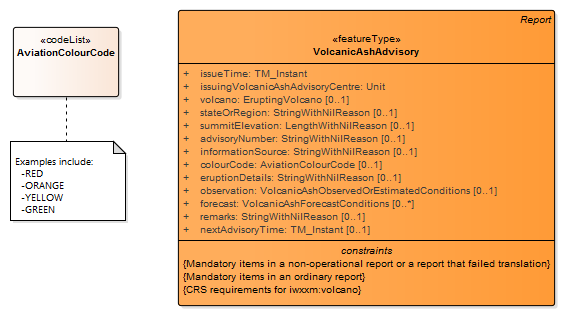 «codeList»
AviationColourCode
Examples include:
-RED
-ORANGE
-YELLOW
-GREEN
Report
«featureType»
VolcanicAshAdvisory
+ issueTime: TM_Instant
+ issuingVolcanicAshAdvisoryCentre: Unit
+ volcano: EruptingVolcano [0..1]
+ stateOrRegion: StringWithNilReason [0..1]
+ summitElevation: LengthWithNilReason [0..1]
+ advisoryNumber: StringWithNilReason [0..1]
+ informationSource: StringWithNilReason [0..1]
+ colourCode: AviationColourCode [0..1]
+ eruptionDetails: StringWithNilReason [0..1]
+ observation: VolcanicAshObservedOrEstimatedConditions [0..1]
+ forecast: VolcanicAshForecastConditions [0..*]
+ remarks: StringWithNilReason [0..1]
+ nextAdvisoryTime: TM_Instant [0..1]
constraints
{Mandatory items in a non-operational report or a report that failed translation}
{Mandatory items in an ordinary report}
{CRS requirements for iwxxm:volcano}